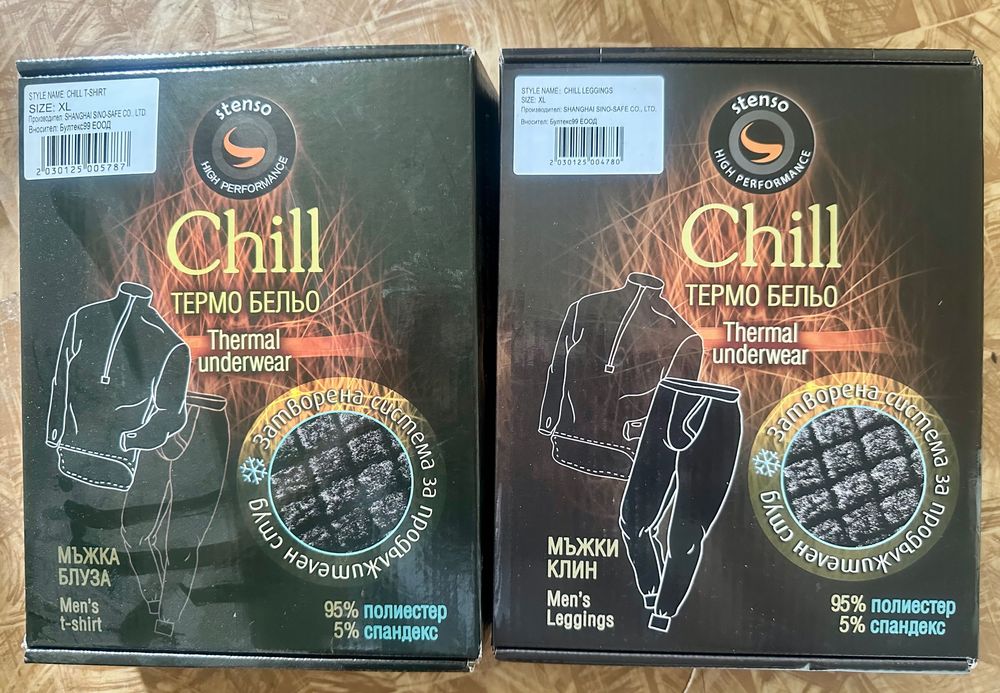 STYLE NAME: CHILL T-SHIRT
SIZE: XL
Производител: SHANGHAI SINO-SAFE CO., LTD.
Вносител: Бултекс99 ЕООД
2 030125 005787
stenso
HIGH PERFORMANCE
Chill
ТЕРМО БЕЛЬО
Thermal
underwear
Затворена система за продължителен студ
МЪЖКА
БЛУЗА
Men's
t-shirt
95% полиестер
5% спандекс
STYLE NAME: CHILL LEGGINGS
SIZE: XL
Производител: SHANGHAI SINO-SAFE CO., LTD.
Вносител: Бултекс99 ЕООД
2 030125 004780
stenso
HIGH PERFORMANCE
Chill
ТЕРМО БЕЛЬО
Thermal
underwear
Затворена система за продължителен студ
МЪЖКИ
КЛИН
Men's
Leggings
95% полиестер
5% спандекс